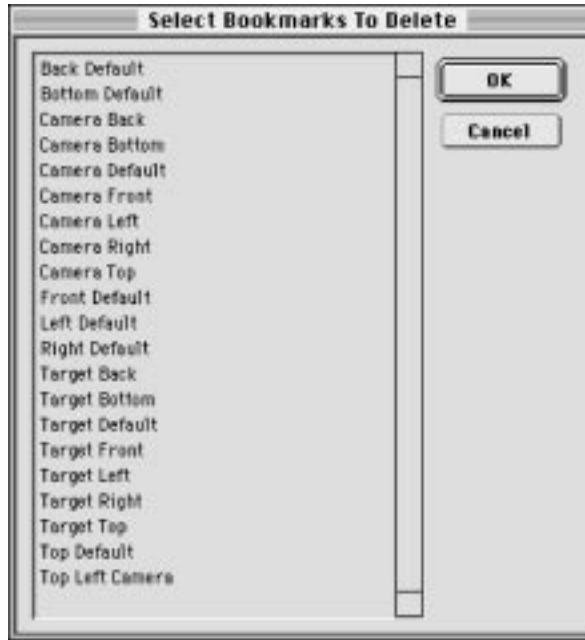 Select Bookmarks To Delete
Back Default
Bottom Default
Camera Back
Camera Bottom
Camera Default
Camera Front
Camera Left
Camera Right
Camera Top
Front Default
Left Default
Right Default
Target Back
Target Bottom
Target Default
Target Front
Target Left
Target Right
Target Top
Top Default
Top Left Camera
OK
Cancel